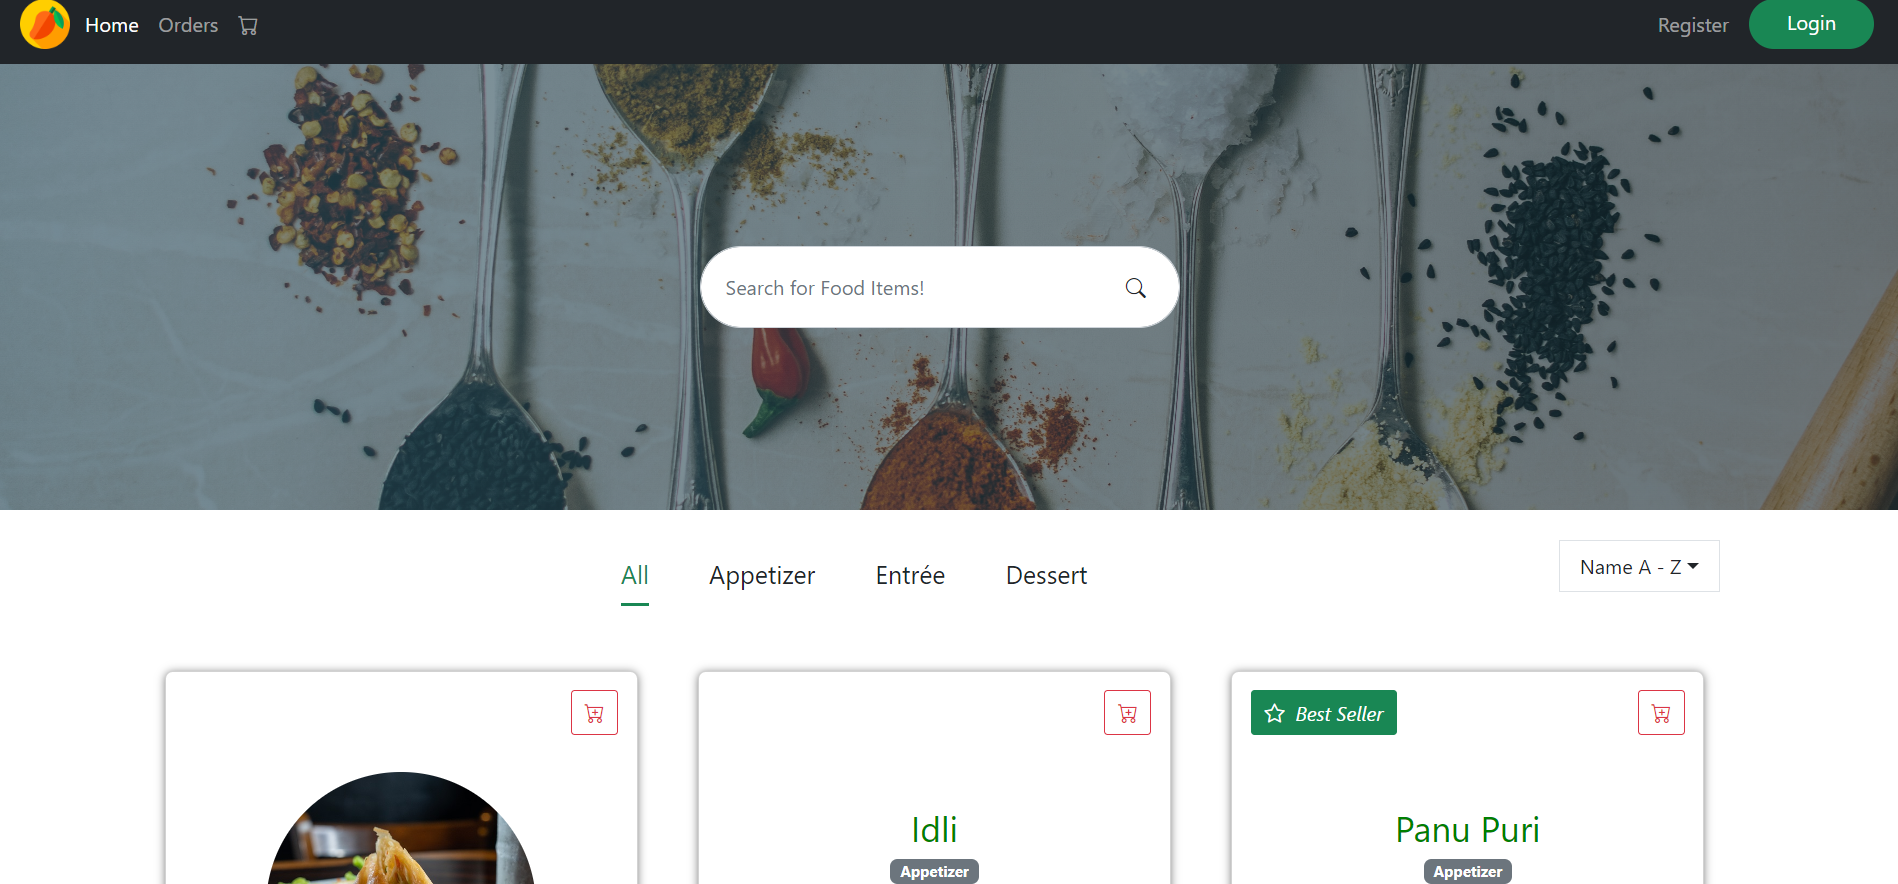 Home Orders Register Login
Search for Food Items!
All Appetizer Entrée Dessert Name A - Z
Best Seller
Idli Panu Puri
Appetizer Appetizer